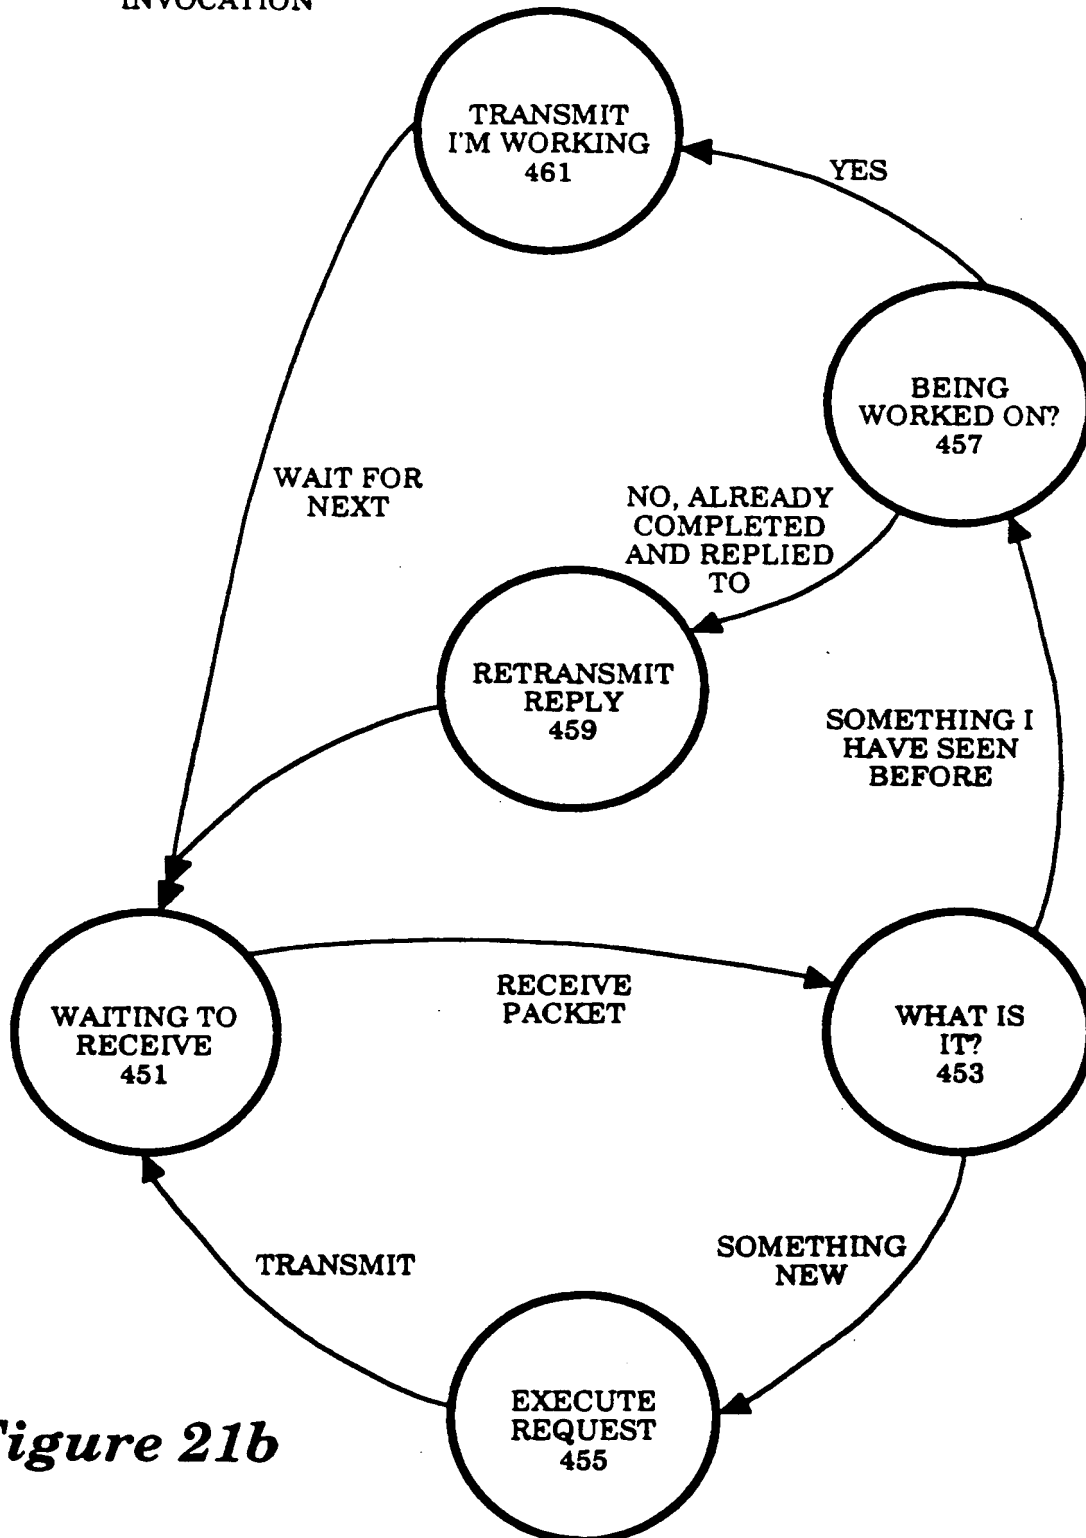 INVOCATION
TRANSMIT
I'M WORKING
461
YES
BEING
WORKED ON?
457
WAIT FOR
NEXT
NO, ALREADY
COMPLETED
AND REPLIED
TO
RETRANSMIT
REPLY
459
SOMETHING I
HAVE SEEN
BEFORE
WAITING TO
RECEIVE
451
RECEIVE
PACKET
WHAT IS
IT?
453
TRANSMIT
SOMETHING
NEW
EXECUTE
REQUEST
455
Figure 21b